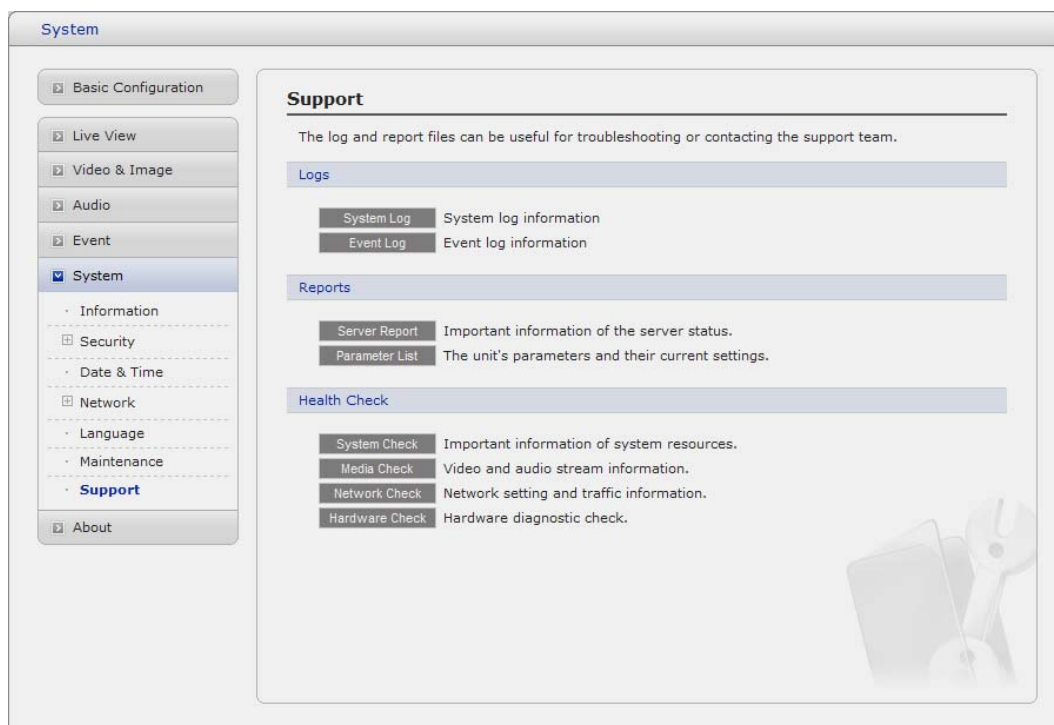 System
Basic Configuration
Live View
Video & Image
Audio
Event
System
Information
Security
Date & Time
Network
Language
Maintenance
Support
About
Support
The log and report files can be useful for troubleshooting or contacting the support team.
Logs
System Log System log information
Event Log Event log information
Reports
Server Report Important information of the server status.
Parameter List The unit's parameters and their current settings.
Health Check
System Check Important information of system resources.
Media Check Video and audio stream information.
Network Check Network setting and traffic information.
Hardware Check Hardware diagnostic check.